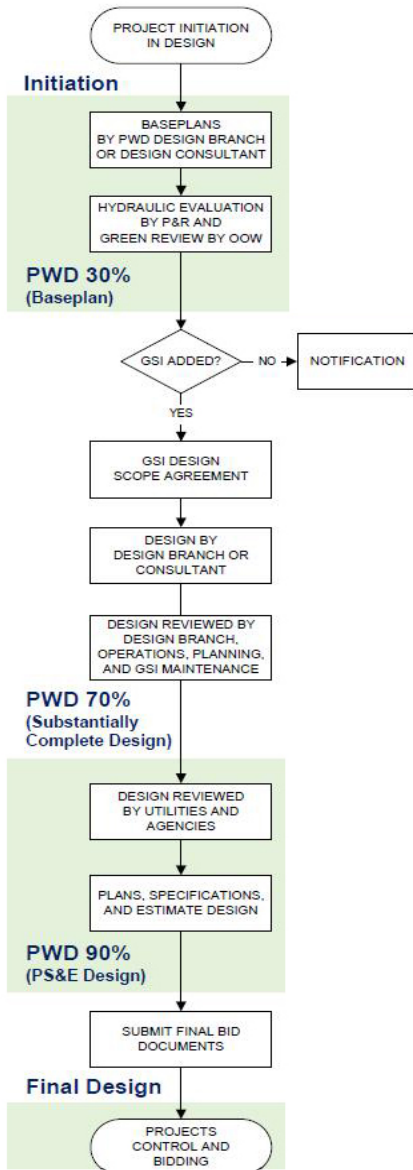 PROJECT INITIATION
IN DESIGN
Initiation
BASEPLANS
BY PWD DESIGN BRANCH
OR DESIGN CONSULTANT
HYDRAULIC EVALUATION
BY P&R AND
GREEN REVIEW BY OOW
PWD 30%
(Baseplan)
GSI ADDED?
NO
NOTIFICATION
YES
GSI DESIGN
SCOPE AGREEMENT
DESIGN BY
DESIGN BRANCH OR
CONSULTANT
DESIGN REVIEWED BY
DESIGN BRANCH,
OPERATIONS, PLANNING,
AND GSI MAINTENANCE
PWD 70%
(Substantially
Complete Design)
DESIGN REVIEWED
BY UTILITIES AND
AGENCIES
PLANS, SPECIFICATIONS,
AND ESTIMATE DESIGN
PWD 90%
(PS&E Design)
SUBMIT FINAL BID
DOCUMENTS
Final Design
PROJECTS
CONTROL AND
BIDDING